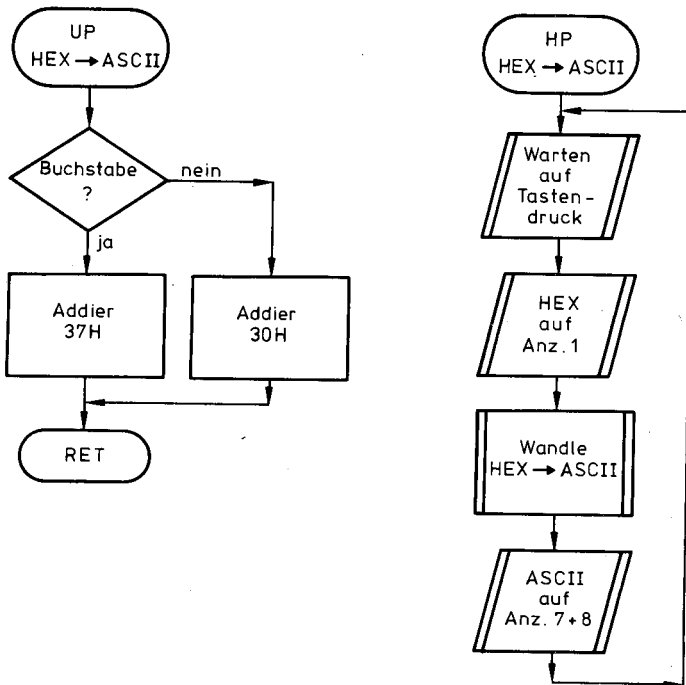 UP
HEX → ASCII
Buchstabe
?
nein
ja
Addier
37H
Addier
30H
RET
HP
HEX → ASCII
Warten
auf
Tasten-
druck
HEX
auf
Anz. 1
Wandle
HEX → ASCII
ASCII
auf
Anz. 7+8